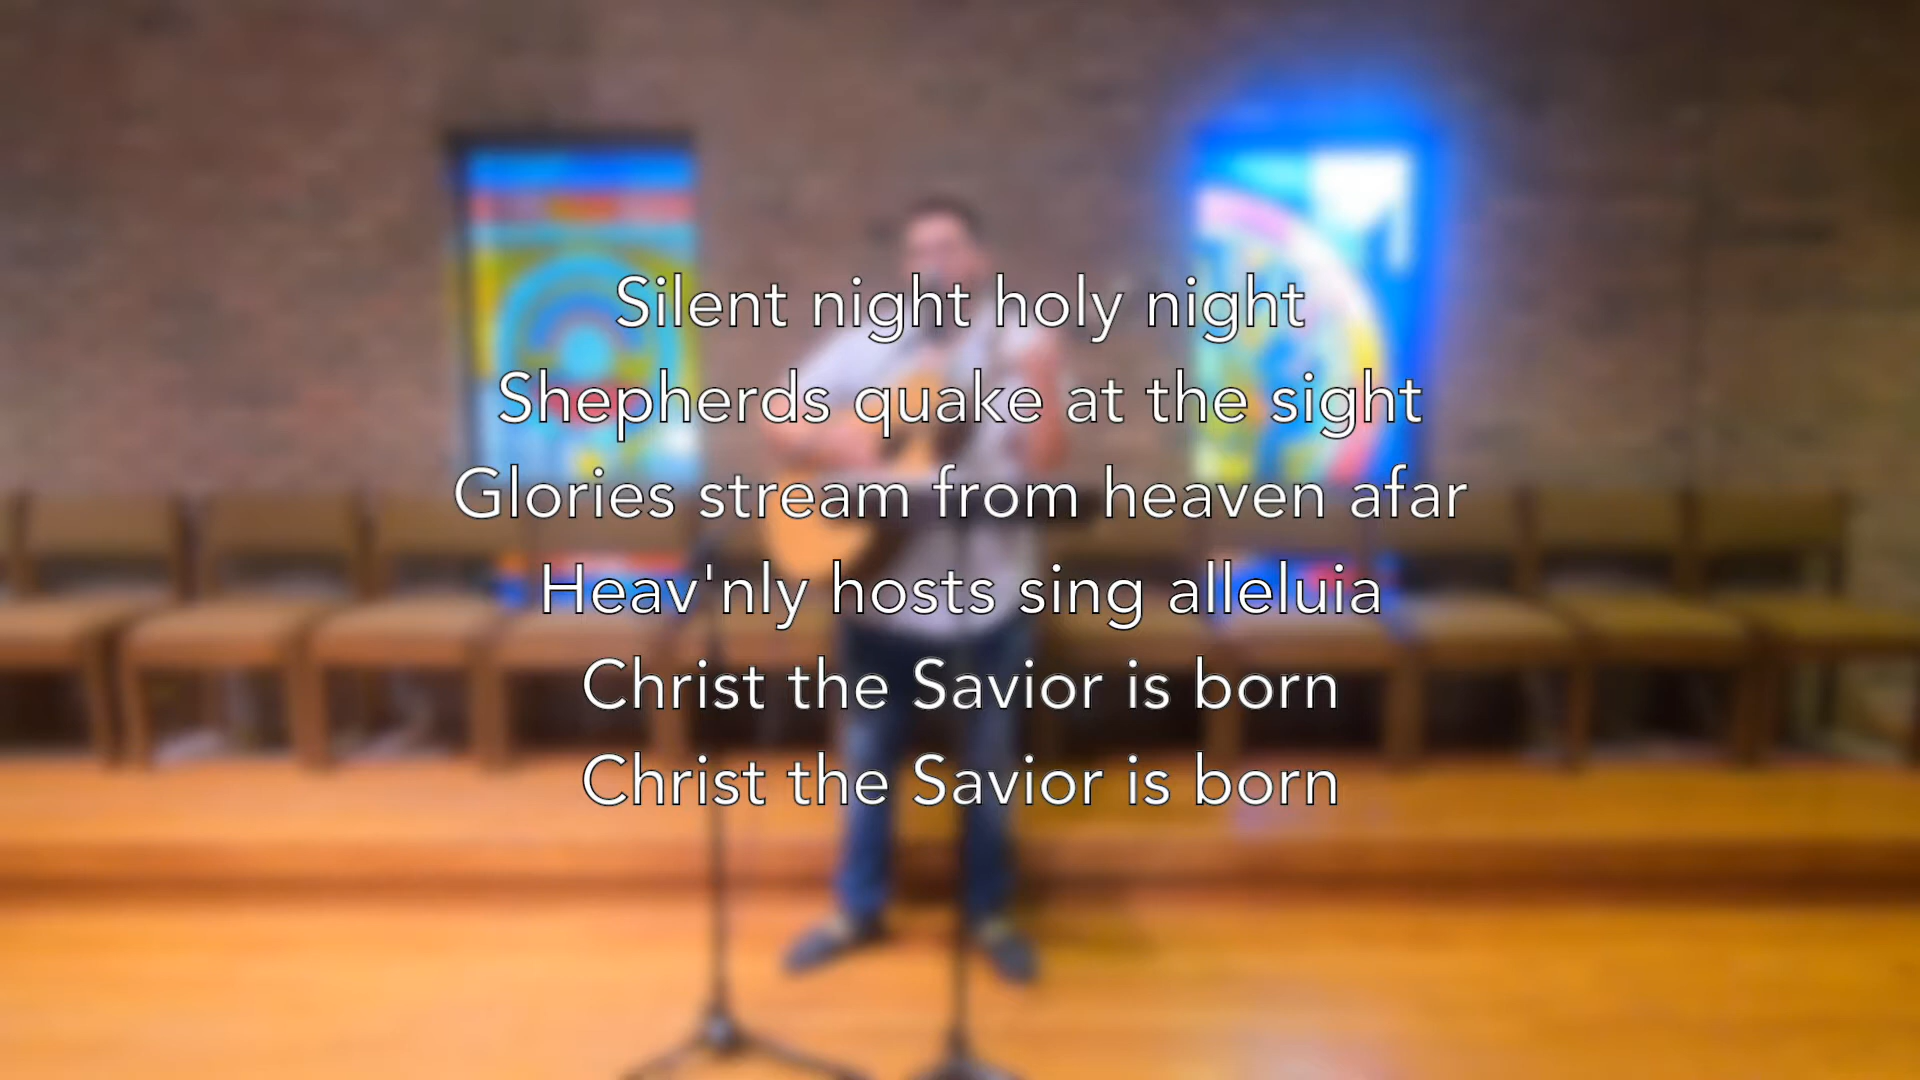 Silent night holy night
Shepherds quake at the sight
Glories stream from heaven afar
Heav'nly hosts sing alleluia
Christ the Savior is born
Christ the Savior is born